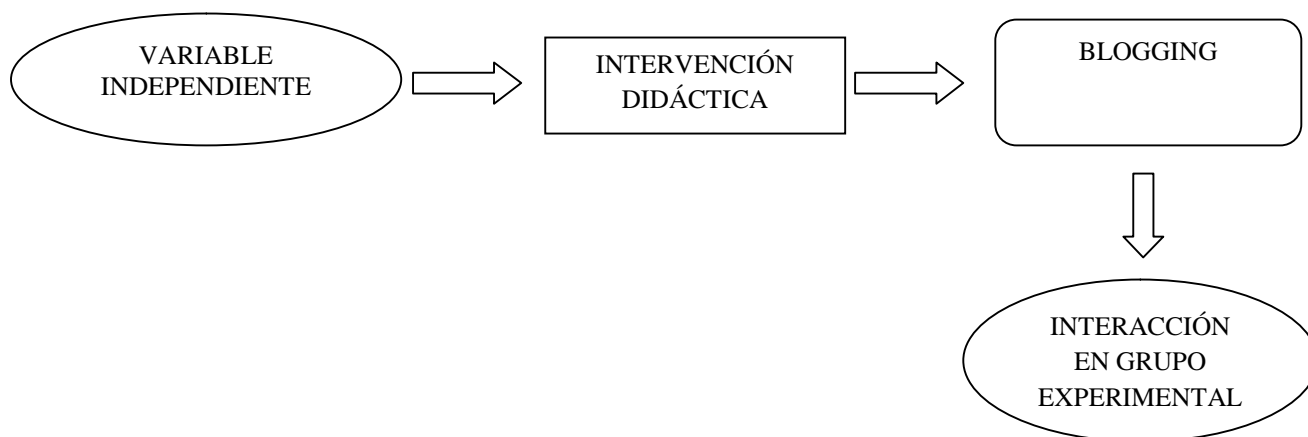 VARIABLE
INDEPENDIENTE
INTERVENCIÓN
DIDÁCTICA
BLOGGING
INTERACCIÓN
EN GRUPO
EXPERIMENTAL